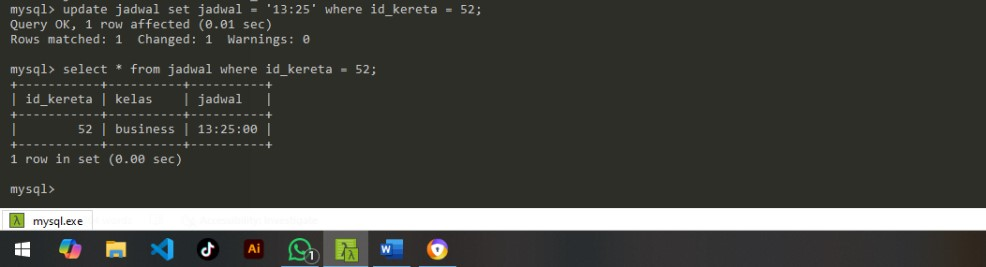 mysql> update jadwal set jadwal = '13:25' where id_kereta = 52;
Query OK, 1 row affected (0.01 sec)
Rows matched: 1  Changed: 1  Warnings: 0
mysql> select * from jadwal where id_kereta = 52;
+-----------+----------+----------+
| id_kereta | kelas    | jadwal   |
+-----------+----------+----------+
|        52 | business | 13:25:00 |
+-----------+----------+----------+
1 row in set (0.00 sec)
mysql>
λ mysql.exe
Ai 1 λ W